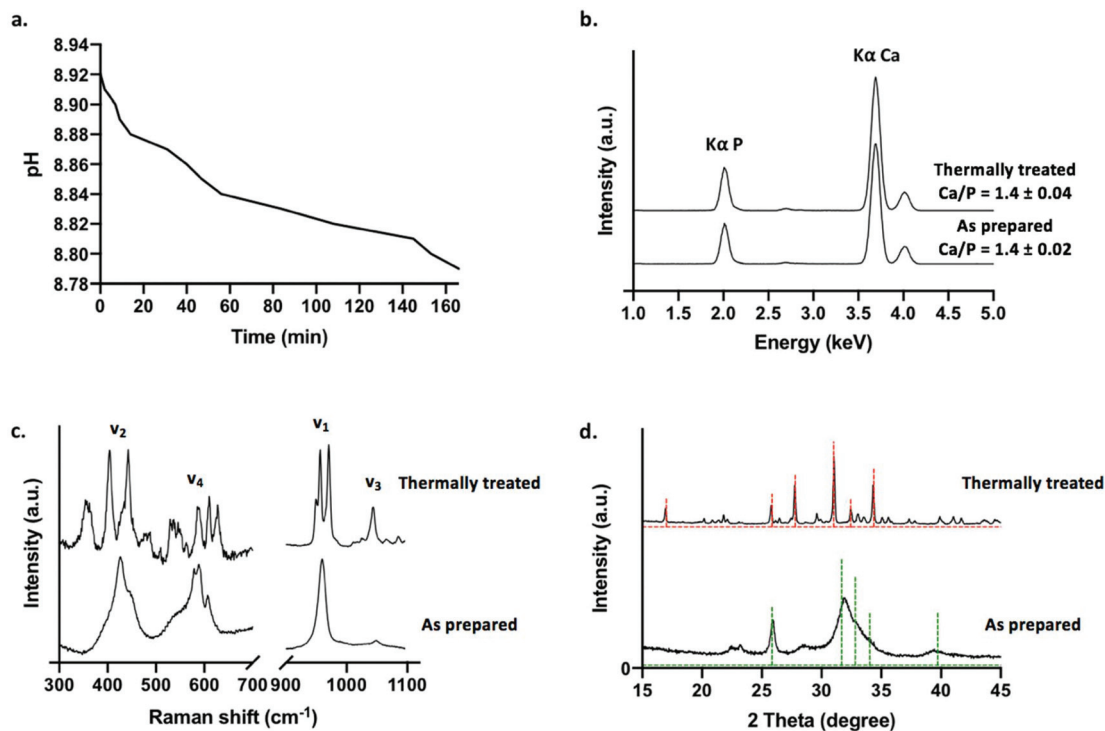 a.
8.94
8.92
8.90
8.88
8.86
8.84
8.82
8.80
8.78
pH
0 20 40 60 80 100 120 140 160
Time (min)
b.
Intensity (a.u.)
Kα P
Kα Ca
Thermally treated
Ca/P = 1.4 ± 0.04
As prepared
Ca/P = 1.4 ± 0.02
1.0 1.5 2.0 2.5 3.0 3.5 4.0 4.5 5.0
Energy (keV)
c.
Intensity (a.u.)
v2
v4
v1
v3
Thermally treated
As prepared
300 400 500 600 700 900 1000 1100
Raman shift (cm-1)
d.
Intensity (a.u.)
Thermally treated
As prepared
0
15 20 25 30 35 40 45
2 Theta (degree)